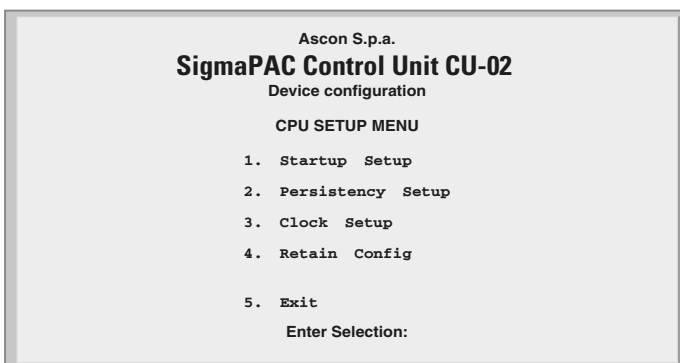 Ascon S.p.a.
SigmaPAC Control Unit CU-02
Device configuration
CPU SETUP MENU
1. Startup Setup
2. Persistency Setup
3. Clock Setup
4. Retain Config
5. Exit
Enter Selection: